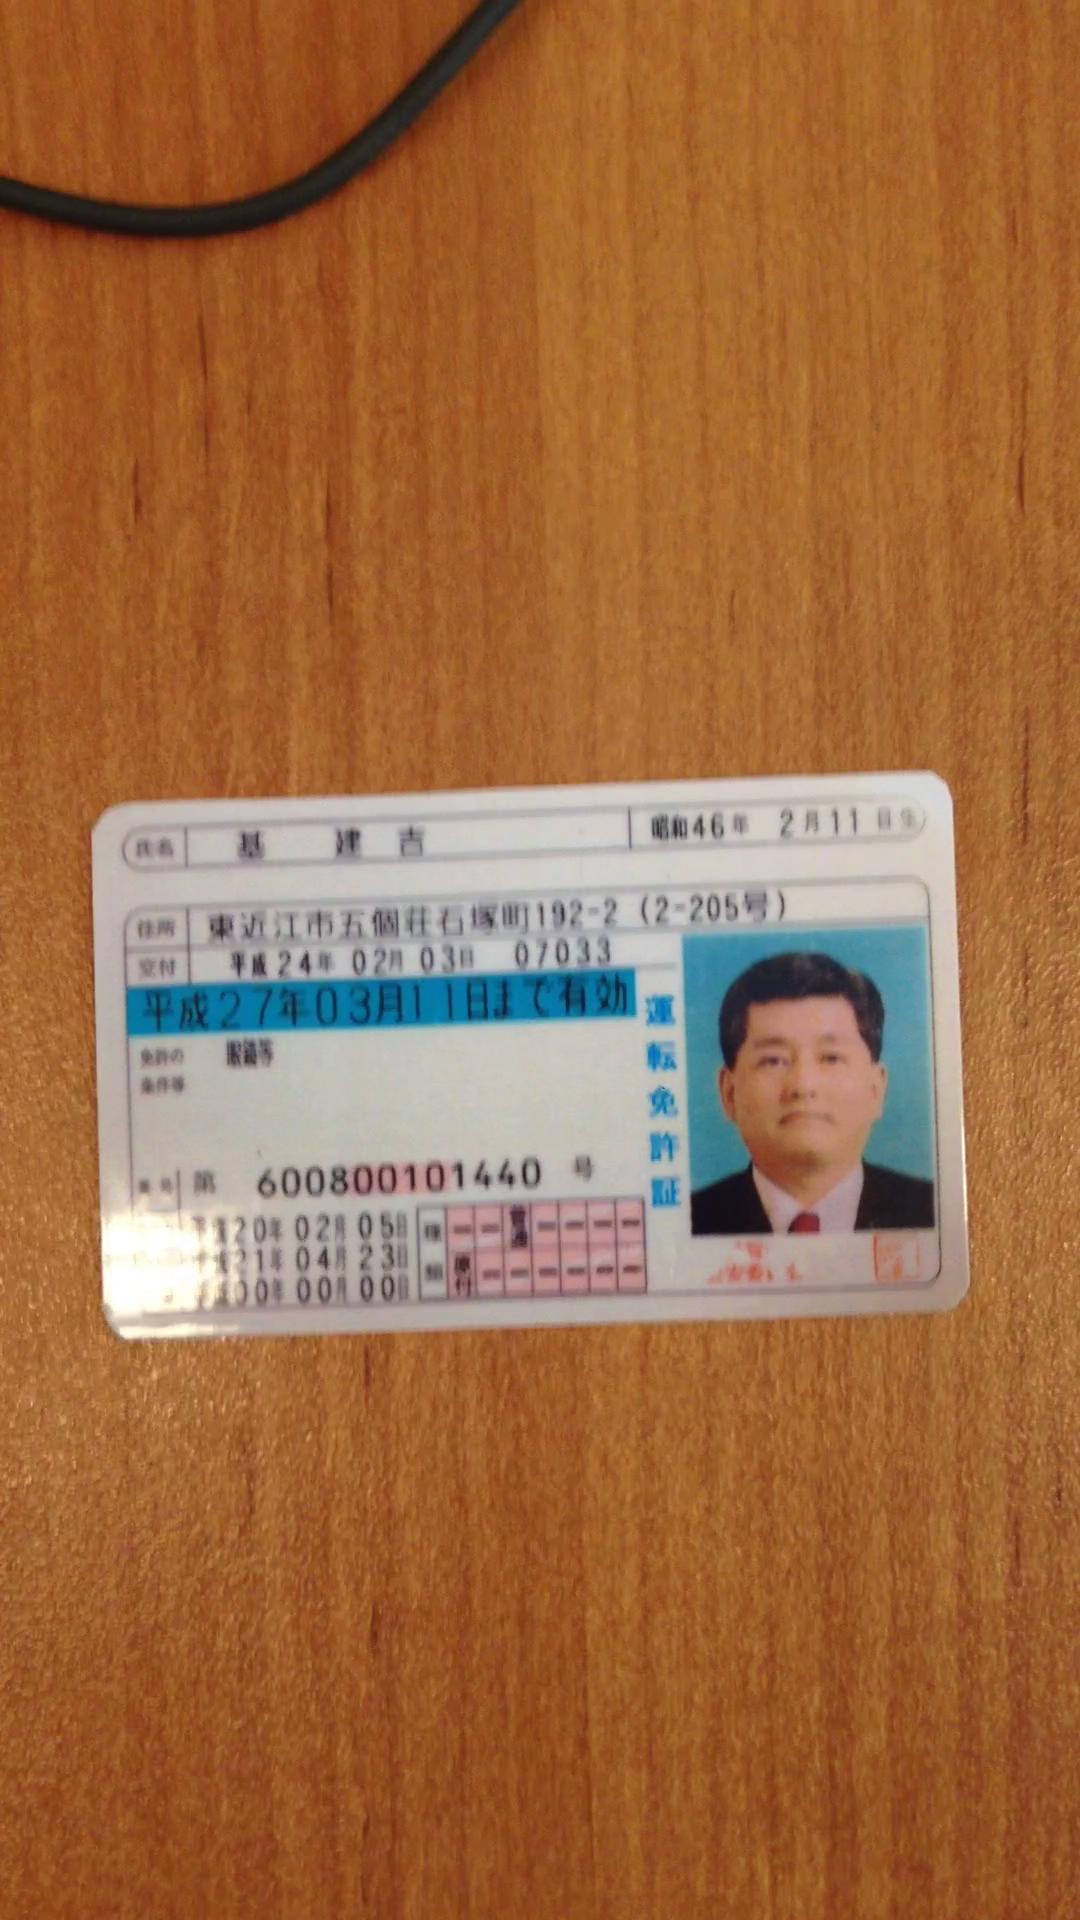 氏名 基 建 吉 昭和46年 2月11日生
住所 東近江市五個荘石塚町192-2 (2-205号)
交付 平成24年 02月 03日 07033
平成27年03月11日まで有効
免許の 眼鏡等
条件等
運転免許証
番号 第 600800101440 号
平成20年 02月 05日
平成21年 04月 23日
平成00年 00月 00日
種 — — 普通 — — — —
類 原付 — — — — — —